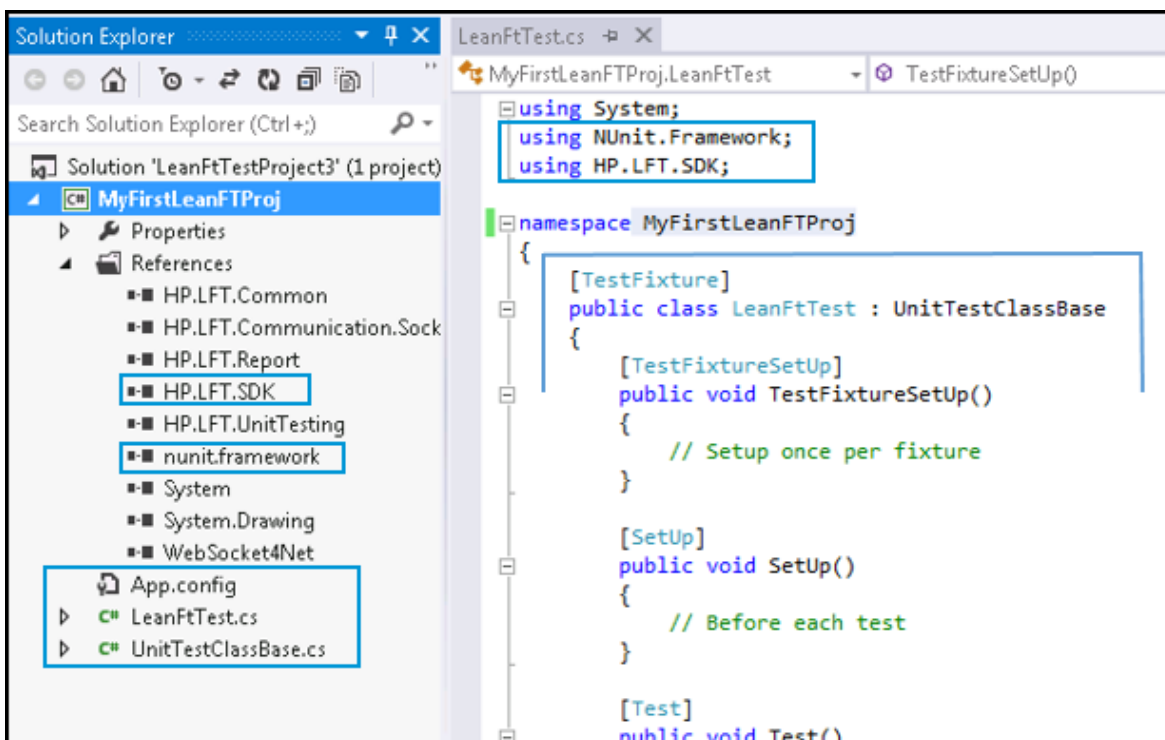 Solution Explorer
Search Solution Explorer (Ctrl+;)
Solution 'LeanFtTestProject3' (1 project)
C# MyFirstLeanFTProj
Properties
References
HP.LFT.Common
HP.LFT.Communication.Sock
HP.LFT.Report
HP.LFT.SDK
HP.LFT.UnitTesting
nunit.framework
System
System.Drawing
WebSocket4Net
App.config
C# LeanFtTest.cs
C# UnitTestClassBase.cs
LeanFtTest.cs
MyFirstLeanFTProj.LeanFtTest
TestFixtureSetUp()
using System;
using NUnit.Framework;
using HP.LFT.SDK;
namespace MyFirstLeanFTProj
{
[TestFixture]
public class LeanFtTest : UnitTestClassBase
{
[TestFixtureSetUp]
public void TestFixtureSetUp()
{
// Setup once per fixture
}
[SetUp]
public void SetUp()
{
// Before each test
}
[Test]
public void Test()